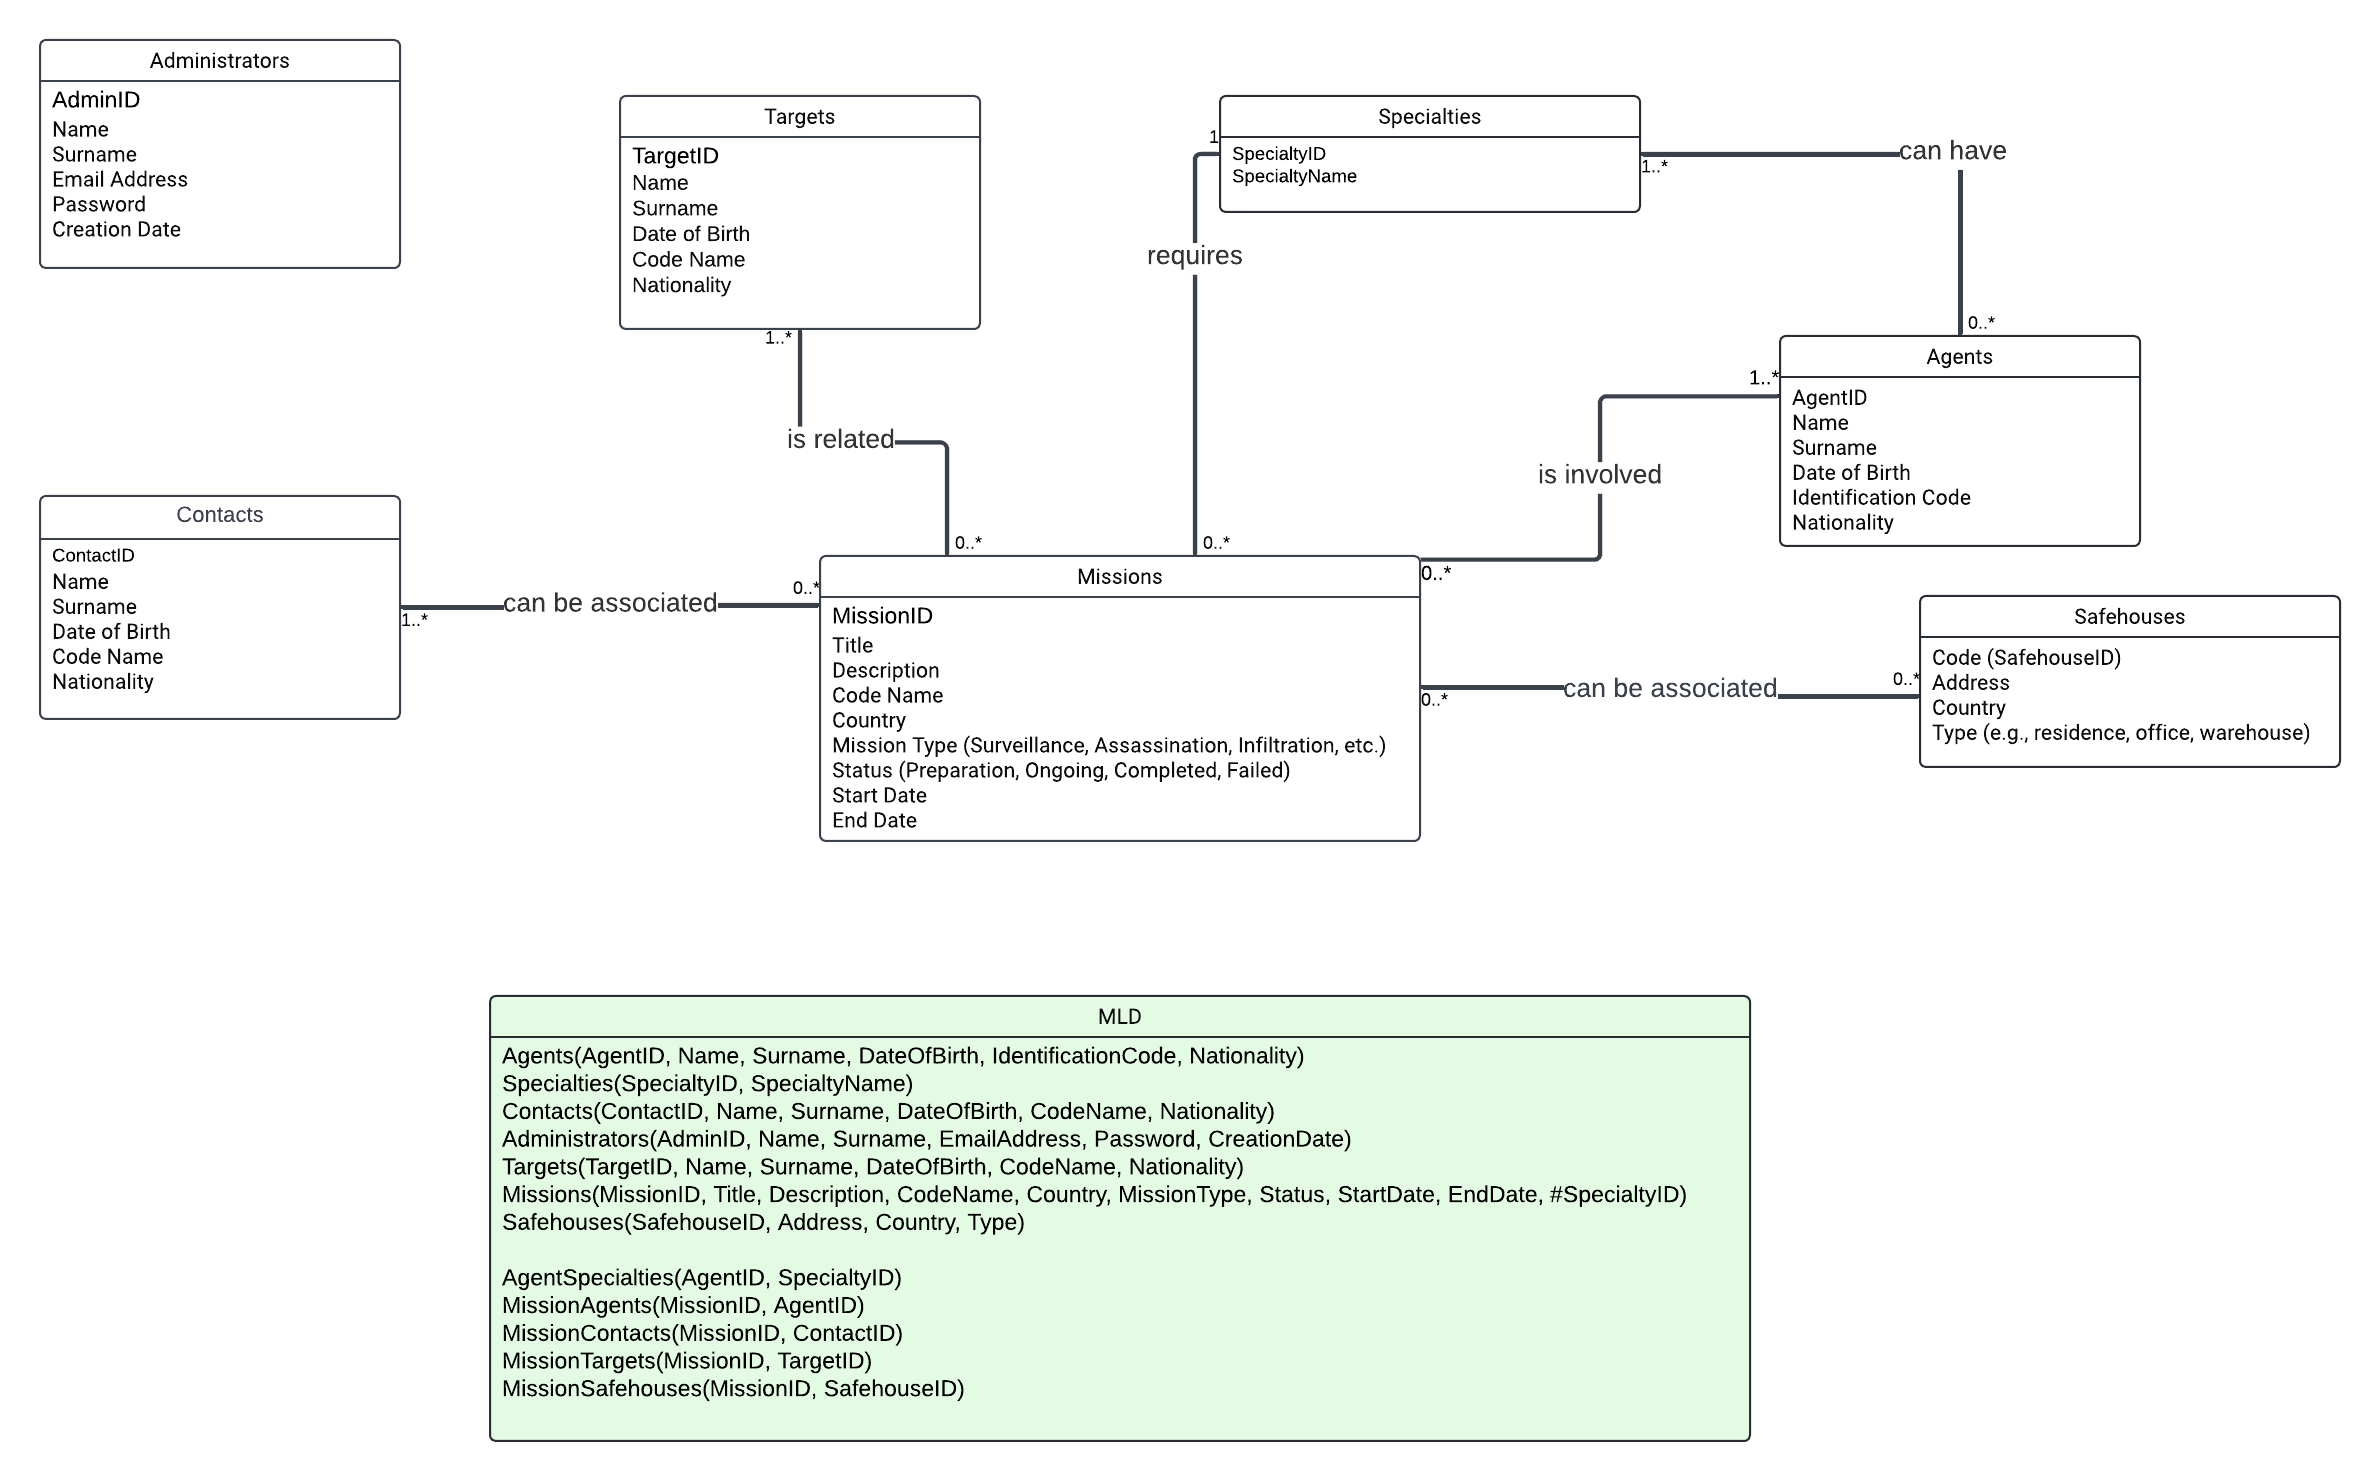 Administrators
AdminID
Name
Surname
Email Address
Password
Creation Date
Targets
TargetID
Name
Surname
Date of Birth
Code Name
Nationality
1..*
is related
0..*
Specialties
SpecialtyID
SpecialtyName
1
requires
0..*
1..*
can have
0..*
Agents
AgentID
Name
Surname
Date of Birth
Identification Code
Nationality
1..*
is involved
0..*
Contacts
ContactID
Name
Surname
Date of Birth
Code Name
Nationality
1..*
can be associated
0..*
Missions
MissionID
Title
Description
Code Name
Country
Mission Type (Surveillance, Assassination, Infiltration, etc.)
Status (Preparation, Ongoing, Completed, Failed)
Start Date
End Date
0..*
can be associated
0..*
Safehouses
Code (SafehouseID)
Address
Country
Type (e.g., residence, office, warehouse)
MLD
Agents(AgentID, Name, Surname, DateOfBirth, IdentificationCode, Nationality)
Specialties(SpecialtyID, SpecialtyName)
Contacts(ContactID, Name, Surname, DateOfBirth, CodeName, Nationality)
Administrators(AdminID, Name, Surname, EmailAddress, Password, CreationDate)
Targets(TargetID, Name, Surname, DateOfBirth, CodeName, Nationality)
Missions(MissionID, Title, Description, CodeName, Country, MissionType, Status, StartDate, EndDate, #SpecialtyID)
Safehouses(SafehouseID, Address, Country, Type)
AgentSpecialties(AgentID, SpecialtyID)
MissionAgents(MissionID, AgentID)
MissionContacts(MissionID, ContactID)
MissionTargets(MissionID, TargetID)
MissionSafehouses(MissionID, SafehouseID)